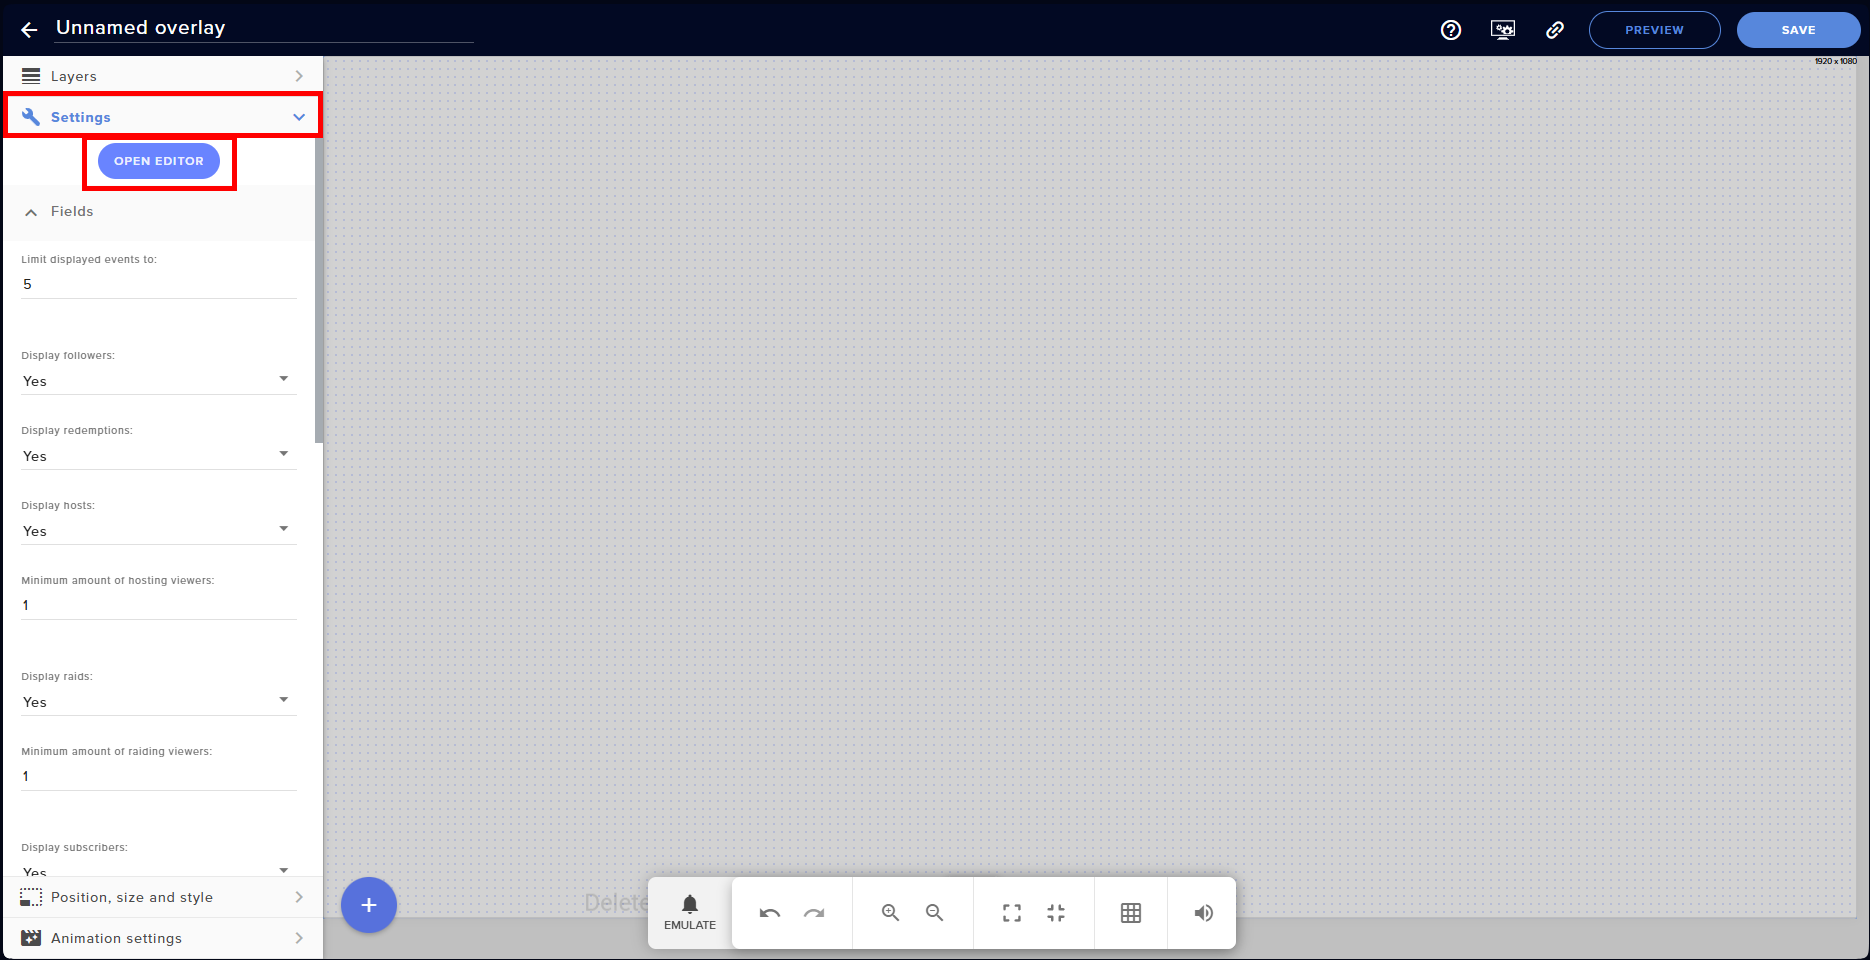 Unnamed overlay
PREVIEW
SAVE
1920 x 1080
Layers
Settings
OPEN EDITOR
Fields
Limit displayed events to:
5
Display followers:
Yes
Display redemptions:
Yes
Display hosts:
Yes
Minimum amount of hosting viewers:
1
Display raids:
Yes
Minimum amount of raiding viewers:
1
Display subscribers:
Yes
Position, size and style
Animation settings
Delete
EMULATE